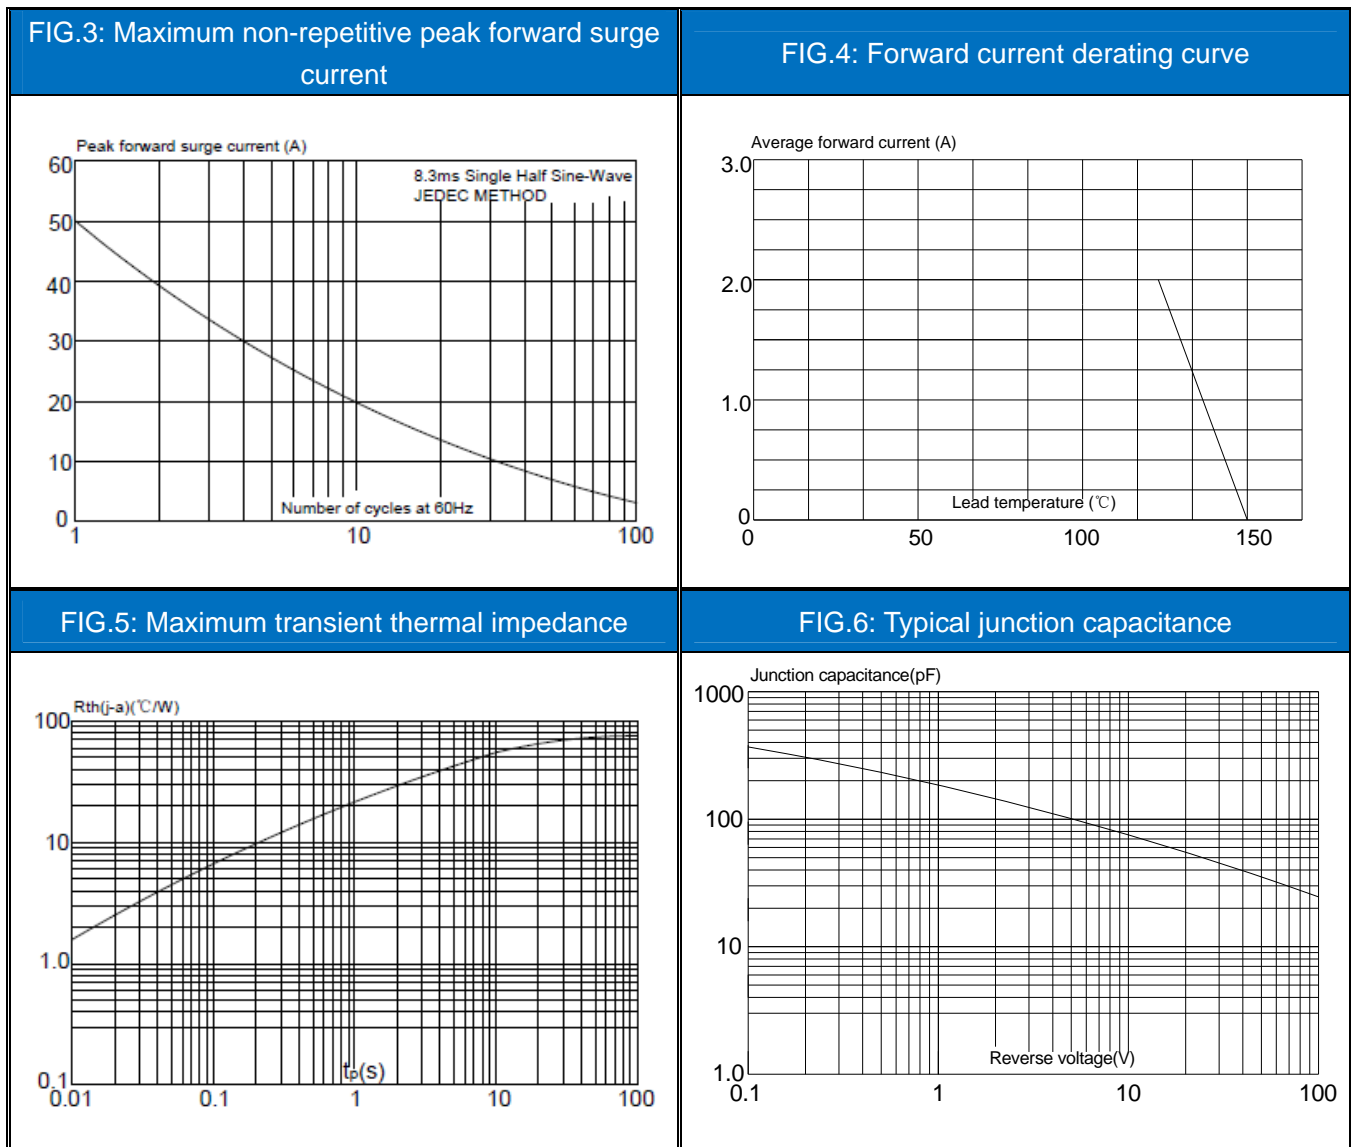 FIG.3: Maximum non-repetitive peak forward surge
current
FIG.4: Forward current derating curve
Peak forward surge current (A)
8.3ms Single Half Sine-Wave
JEDEC METHOD
60
50
40
30
20
10
0
Number of cycles at 60Hz
1
10
100
Average forward current (A)
3.0
2.0
1.0
0
Lead temperature (℃)
0
50
100
150
FIG.5: Maximum transient thermal impedance
FIG.6: Typical junction capacitance
Rth(j-a)(℃/W)
100
10
1.0
0.1
tp(s)
0.01
0.1
1
10
100
Junction capacitance(pF)
1000
100
10
1.0
Reverse voltage(V)
0.1
1
10
100